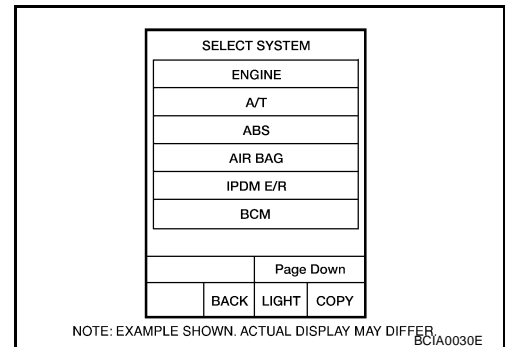 SELECT SYSTEM
ENGINE
A/T
ABS
AIR BAG
IPDM E/R
BCM
Page Down
BACK LIGHT COPY
NOTE: EXAMPLE SHOWN. ACTUAL DISPLAY MAY DIFFER.
BCIA0030E